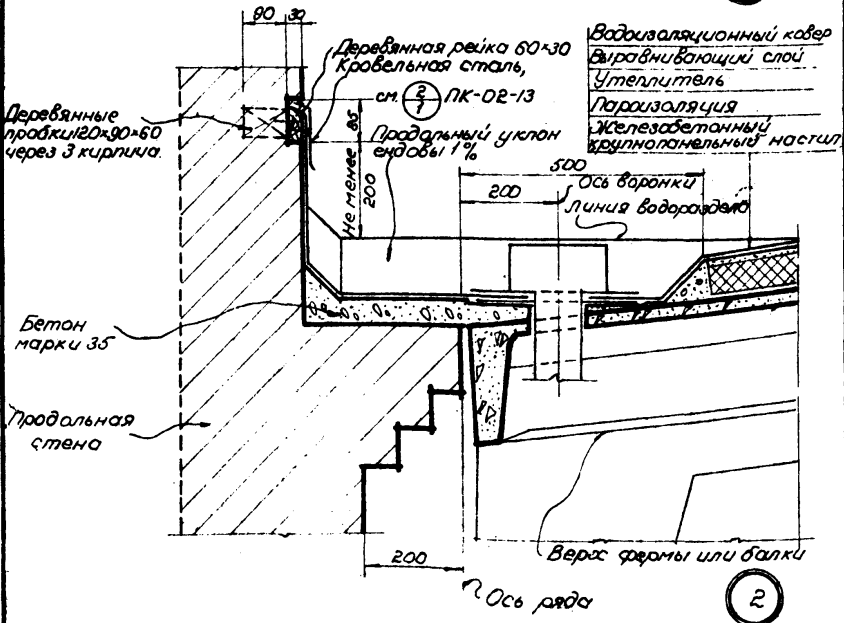 90 30
Деревянная рейка 60×30
Кровельная сталь,
см. 2/1 ПК-02-13
Водоизоляционный ковер
Выравнивающий слой
Утеплитель
Пароизоляция
Железобетонный
крупнопанельный настил
Деревянные
пробки 120×90×60
через 3 кирпича.
85
Не менее
200
Продольный уклон
ендовы 1%
500
200
Ось воронки
Линия водораздела
Бетон
марки 35
Продольная
стена
200
Верх фермы или балки
Ось ряда
2